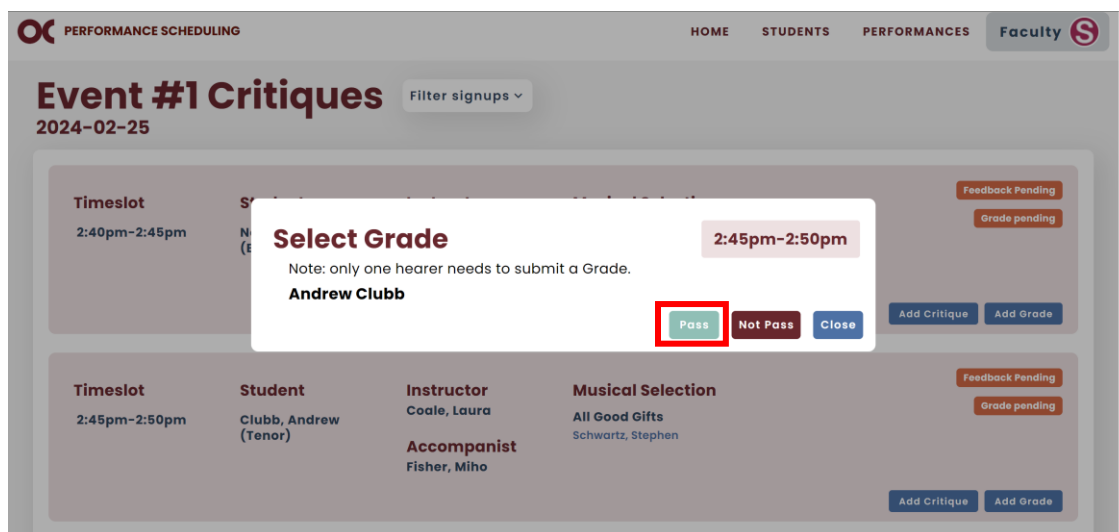 OC PERFORMANCE SCHEDULING HOME STUDENTS PERFORMANCES Faculty S
Event #1 Critiques Filter signups
2024-02-25
Feedback Pending
Timeslot
Grade pending
2:40pm-2:45pm
Select Grade 2:45pm-2:50pm
Note: only one hearer needs to submit a Grade.
Andrew Clubb
Pass Not Pass Close
Add Critique Add Grade
Feedback Pending
Timeslot Student Instructor Musical Selection
Grade pending
2:45pm-2:50pm Clubb, Andrew Coale, Laura All Good Gifts
(Tenor) Schwartz, Stephen
Accompanist
Fisher, Miho
Add Critique Add Grade